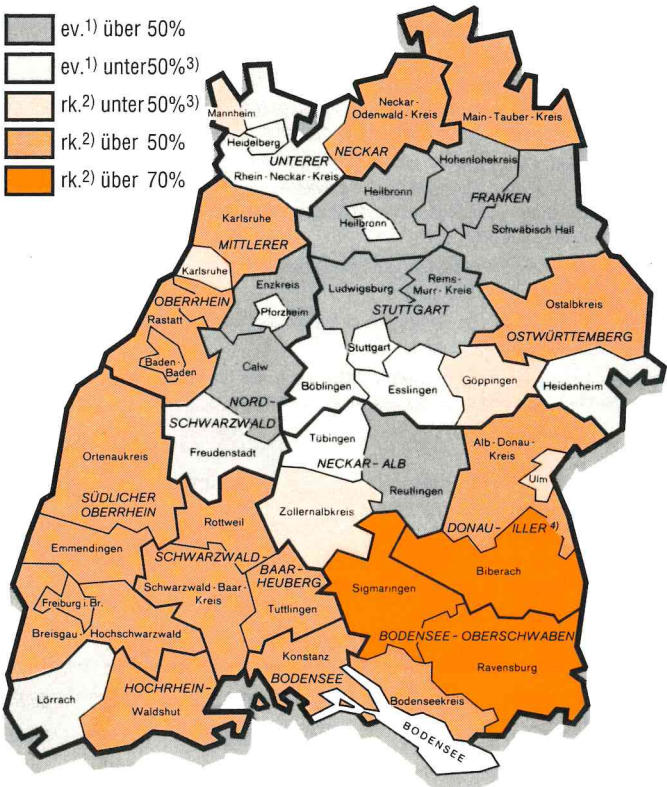 ev.1) über 50%
ev.1) unter 50%3)
rk.2) unter 50%3)
rk.2) über 50%
rk.2) über 70%
Mannheim
Heidelberg
UNTERER
Rhein-Neckar-Kreis
Neckar-
Odenwald-Kreis
NECKAR
Main-Tauber-Kreis
Hohenlohekreis
Heilbronn
FRANKEN
Heilbronn
Schwäbisch Hall
Karlsruhe
MITTLERER
Karlsruhe
OBERRHEIN
Rastatt
Baden-
Baden
Enzkreis
Pforzheim
Calw
NORD-
SCHWARZWALD
Freudenstadt
Ludwigsburg
Rems-
Murr-Kreis
STUTTGART
Stuttgart
Böblingen
Esslingen
Göppingen
Ostalbkreis
OSTWÜRTTEMBERG
Heidenheim
Tübingen
NECKAR-ALB
Reutlingen
Zollernalbkreis
Alb-Donau-
Kreis
Ulm
DONAU-ILLER 4)
Biberach
Ortenaukreis
SÜDLICHER
OBERRHEIN
Emmendingen
Freiburg i. Br.
Breisgau-Hochschwarzwald
Rottweil
SCHWARZWALD-
BAAR-
HEUBERG
Schwarzwald-Baar-
Kreis
Tuttlingen
Sigmaringen
BODENSEE-OBERSCHWABEN
Ravensburg
Konstanz
BODENSEE
Bodenseekreis
BODENSEE
Lörrach
HOCHRHEIN-
Waldshut